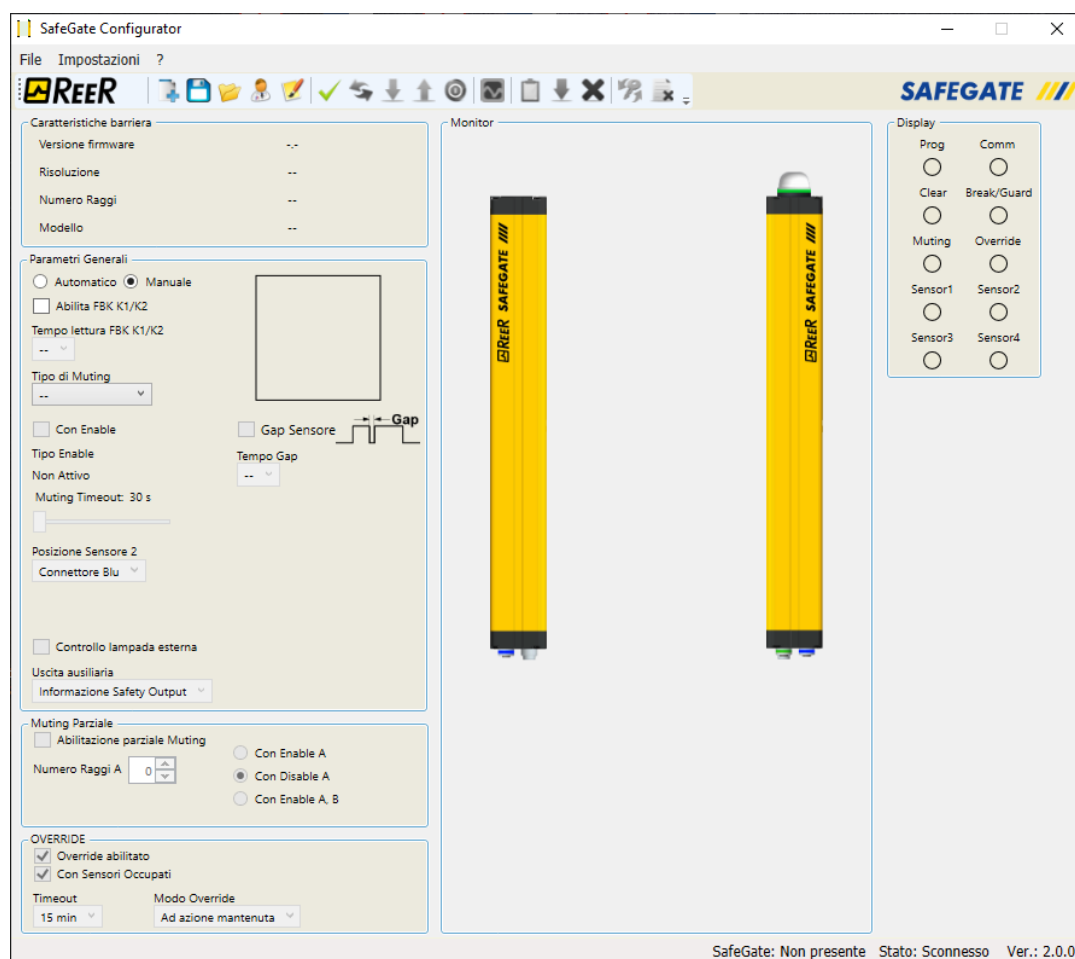 SafeGate Configurator
File Impostazioni ?
REER
SAFEGATE
Caratteristiche barriera
Versione firmware -.-
Risoluzione --
Numero Raggi --
Modello --
Parametri Generali
Automatico Manuale
Abilita FBK K1/K2
Tempo lettura FBK K1/K2
--
Tipo di Muting
--
Con Enable
Gap Sensore
Gap
Tipo Enable
Tempo Gap
Non Attivo
--
Muting Timeout: 30 s
Posizione Sensore 2
Connettore Blu
Controllo lampada esterna
Uscita ausiliaria
Informazione Safety Output
Muting Parziale
Abilitazione parziale Muting
Numero Raggi A 0
Con Enable A
Con Disable A
Con Enable A, B
OVERRIDE
Override abilitato
Con Sensori Occupati
Timeout Modo Override
15 min Ad azione mantenuta
Monitor
REER SAFEGATE
REER SAFEGATE
Display
Prog Comm
Clear Break/Guard
Muting Override
Sensor1 Sensor2
Sensor3 Sensor4
SafeGate: Non presente Stato: Sconnesso Ver.: 2.0.0